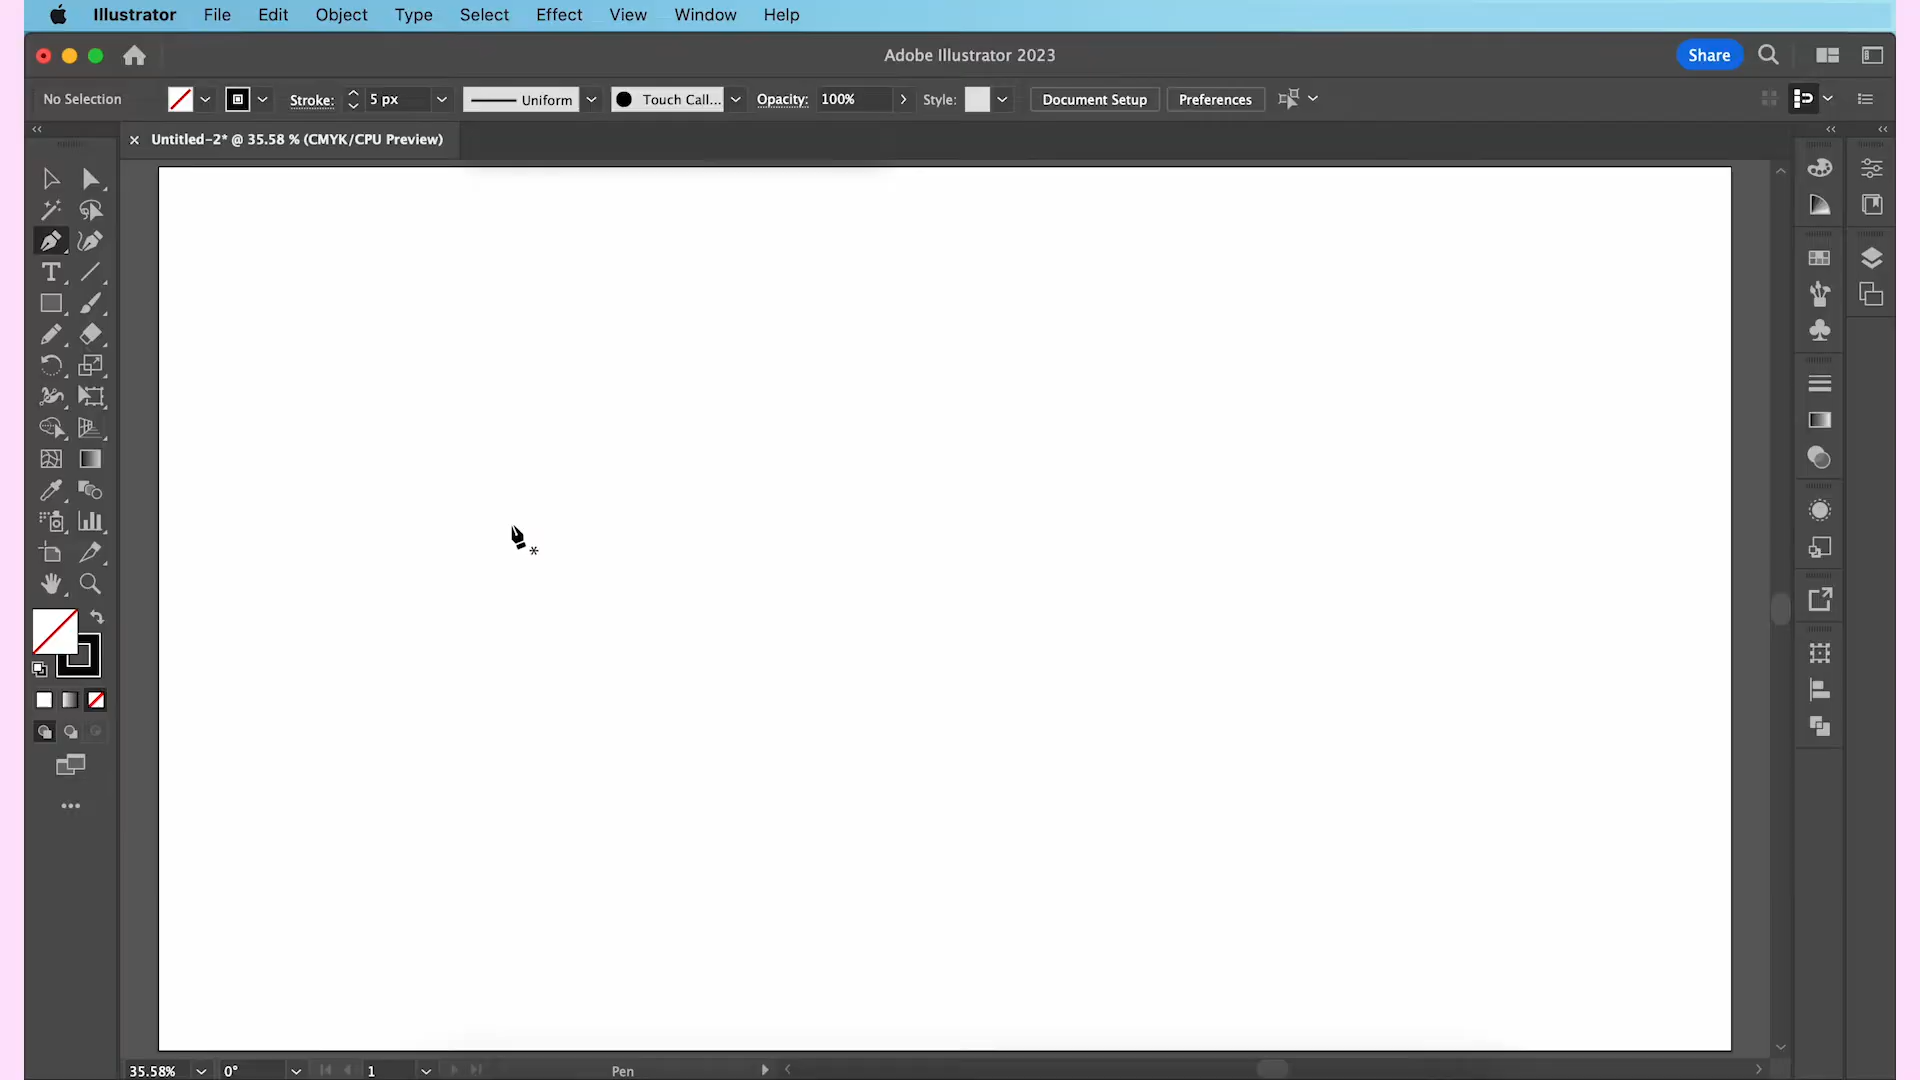 Illustrator File Edit Object Type Select Effect View Window Help
Adobe Illustrator 2023
Share
No Selection Stroke: 5 px Uniform Touch Call... Opacity: 100% Style: Document Setup Preferences
Untitled-2* @ 35.58 % (CMYK/CPU Preview)
35.58% 0° 1 Pen